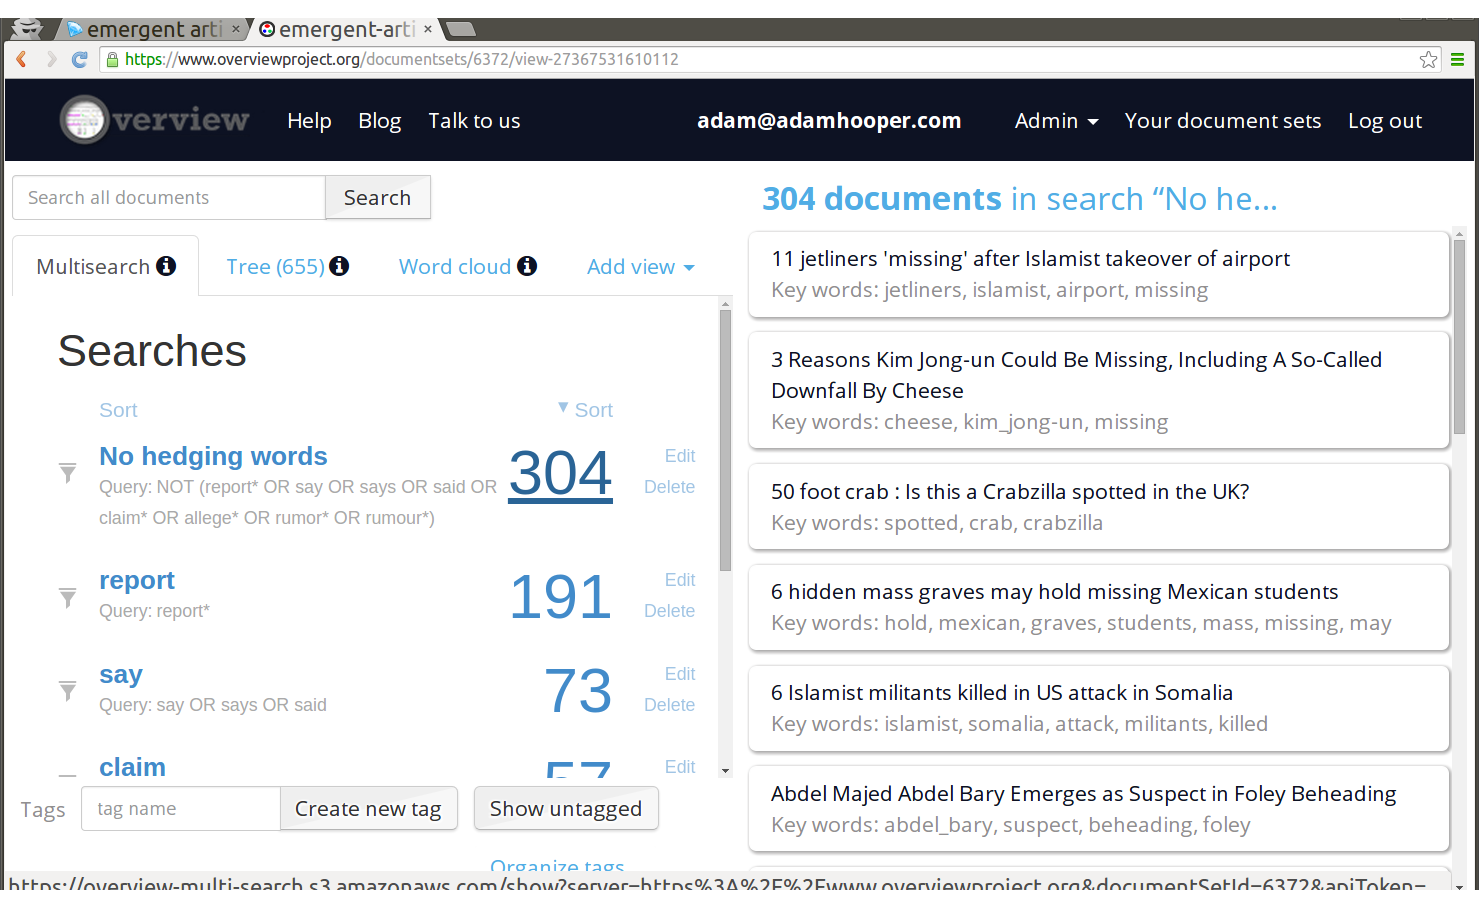 emergent arti × emergent-arti ×
https://www.overviewproject.org/documentsets/6372/view-27367531610112
verview Help Blog Talk to us adam@adamhooper.com Admin Your document sets Log out
Search all documents Search
Multisearch Tree (655) Word cloud Add view
Searches
Sort Sort
No hedging words 304 Edit
Query: NOT (report* OR say OR says OR said OR Delete
claim* OR allege* OR rumor* OR rumour*)
report 191 Edit
Query: report* Delete
say 73 Edit
Query: say OR says OR said Delete
claim 57 Edit
Tags tag name Create new tag Show untagged
Organize tags
304 documents in search “No he...
11 jetliners 'missing' after Islamist takeover of airport
Key words: jetliners, islamist, airport, missing
3 Reasons Kim Jong-un Could Be Missing, Including A So-Called
Downfall By Cheese
Key words: cheese, kim_jong-un, missing
50 foot crab : Is this a Crabzilla spotted in the UK?
Key words: spotted, crab, crabzilla
6 hidden mass graves may hold missing Mexican students
Key words: hold, mexican, graves, students, mass, missing, may
6 Islamist militants killed in US attack in Somalia
Key words: islamist, somalia, attack, militants, killed
Abdel Majed Abdel Bary Emerges as Suspect in Foley Beheading
Key words: abdel_bary, suspect, beheading, foley
https://overview-multi-search.s3.amazonaws.com/show?server=https%3A%2F%2Fwww.overviewproject.org&documentSetId=6372&apiToken=